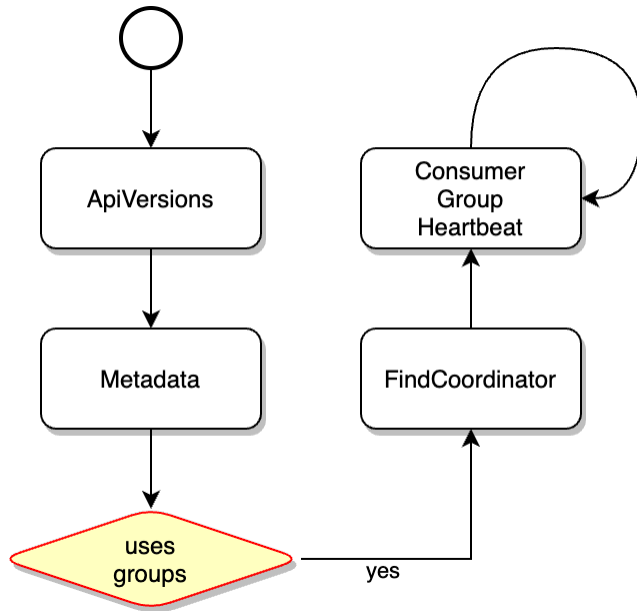 ApiVersions
Metadata
uses
groups
yes
FindCoordinator
Consumer
Group
Heartbeat